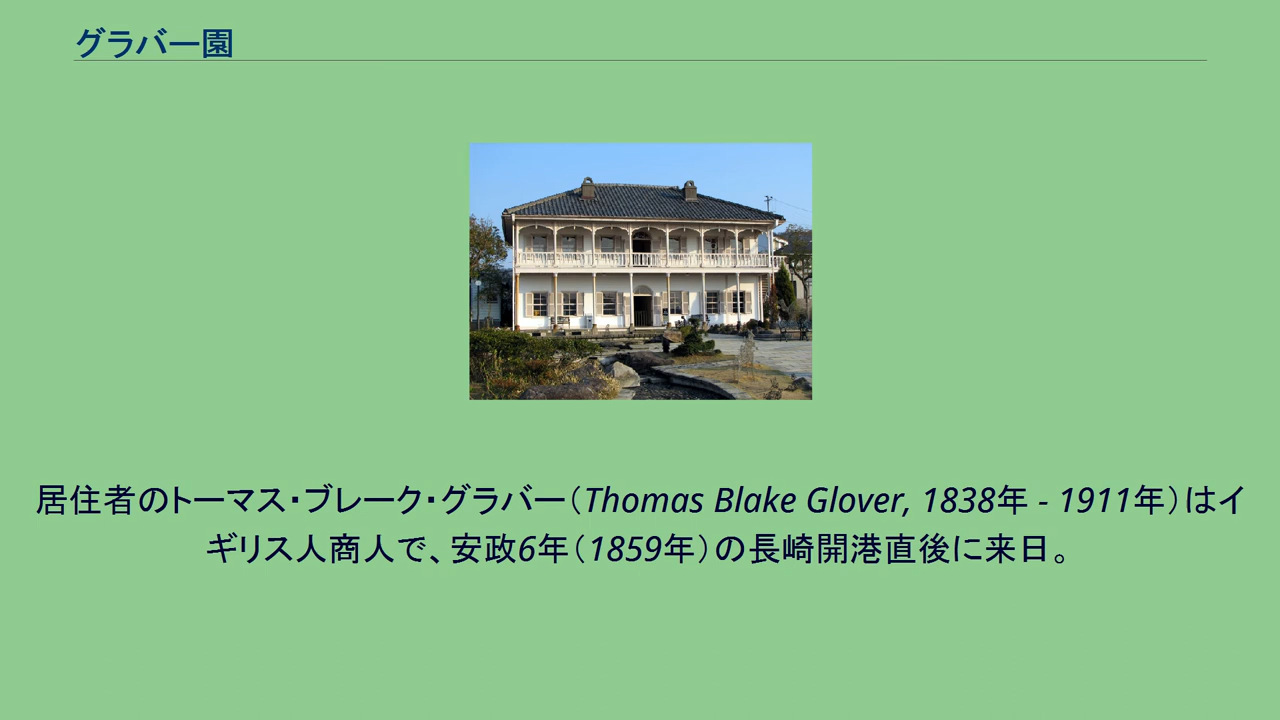 グラバー園
居住者のトーマス・ブレーク・グラバー（Thomas Blake Glover, 1838年 - 1911年）はイ
ギリス人商人で、安政6年（1859年）の長崎開港直後に来日。